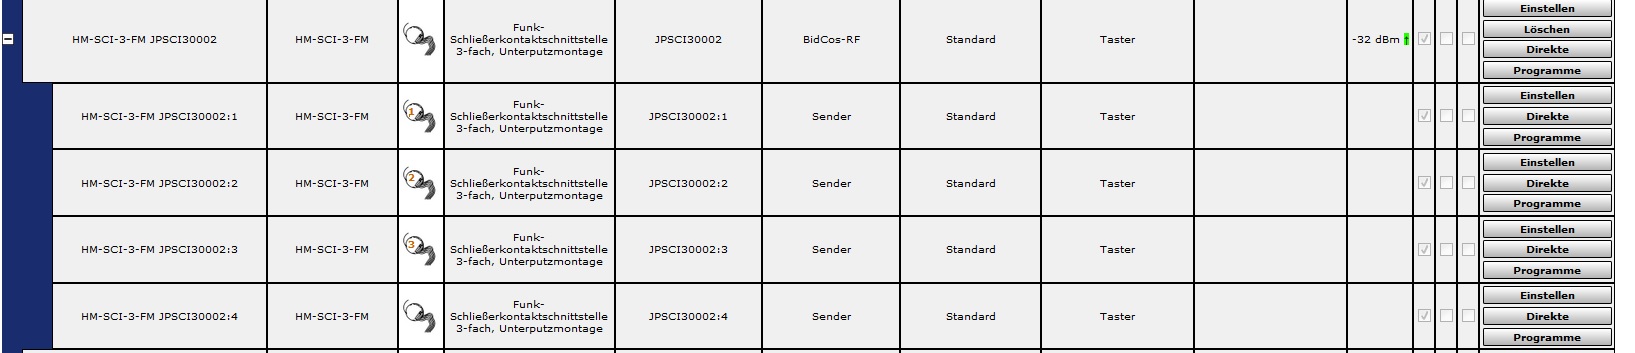 HM-SCI-3-FM JPSCI30002
HM-SCI-3-FM
Funk-
Schließerkontaktschnittstelle
3-fach, Unterputzmontage
JPSCI30002
BidCos-RF
Standard
Taster
-32 dBm
Einstellen
Löschen
Direkte
Programme
HM-SCI-3-FM JPSCI30002:1
HM-SCI-3-FM
1
Funk-
Schließerkontaktschnittstelle
3-fach, Unterputzmontage
JPSCI30002:1
Sender
Standard
Taster
Einstellen
Direkte
Programme
HM-SCI-3-FM JPSCI30002:2
HM-SCI-3-FM
2
Funk-
Schließerkontaktschnittstelle
3-fach, Unterputzmontage
JPSCI30002:2
Sender
Standard
Taster
Einstellen
Direkte
Programme
HM-SCI-3-FM JPSCI30002:3
HM-SCI-3-FM
3
Funk-
Schließerkontaktschnittstelle
3-fach, Unterputzmontage
JPSCI30002:3
Sender
Standard
Taster
Einstellen
Direkte
Programme
HM-SCI-3-FM JPSCI30002:4
HM-SCI-3-FM
Funk-
Schließerkontaktschnittstelle
3-fach, Unterputzmontage
JPSCI30002:4
Sender
Standard
Taster
Einstellen
Direkte
Programme